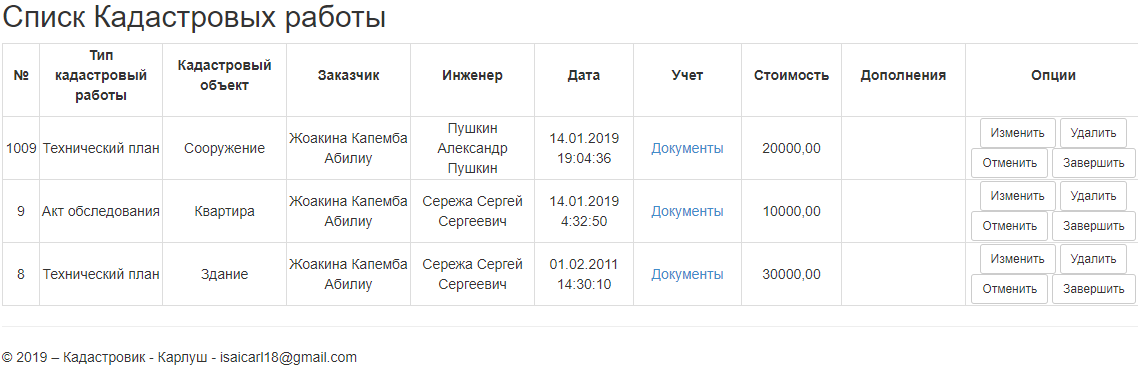 Список Кадастровых работы
№ Тип кадастровый работы Кадастровый объект Заказчик Инженер Дата Учет Стоимость Дополнения Опции
1009 Технический план Сооружение Жоакина Капемба Абилиу Пушкин Александр Пушкин 14.01.2019 19:04:36 Документы 20000,00 Изменить Удалить Отменить Завершить
9 Акт обследования Квартира Жоакина Капемба Абилиу Сережа Сергей Сергеевич 14.01.2019 4:32:50 Документы 10000,00 Изменить Удалить Отменить Завершить
8 Технический план Здание Жоакина Капемба Абилиу Сережа Сергей Сергеевич 01.02.2011 14:30:10 Документы 30000,00 Изменить Удалить Отменить Завершить
© 2019 – Кадастровик - Карлуш - isaicarl18@gmail.com